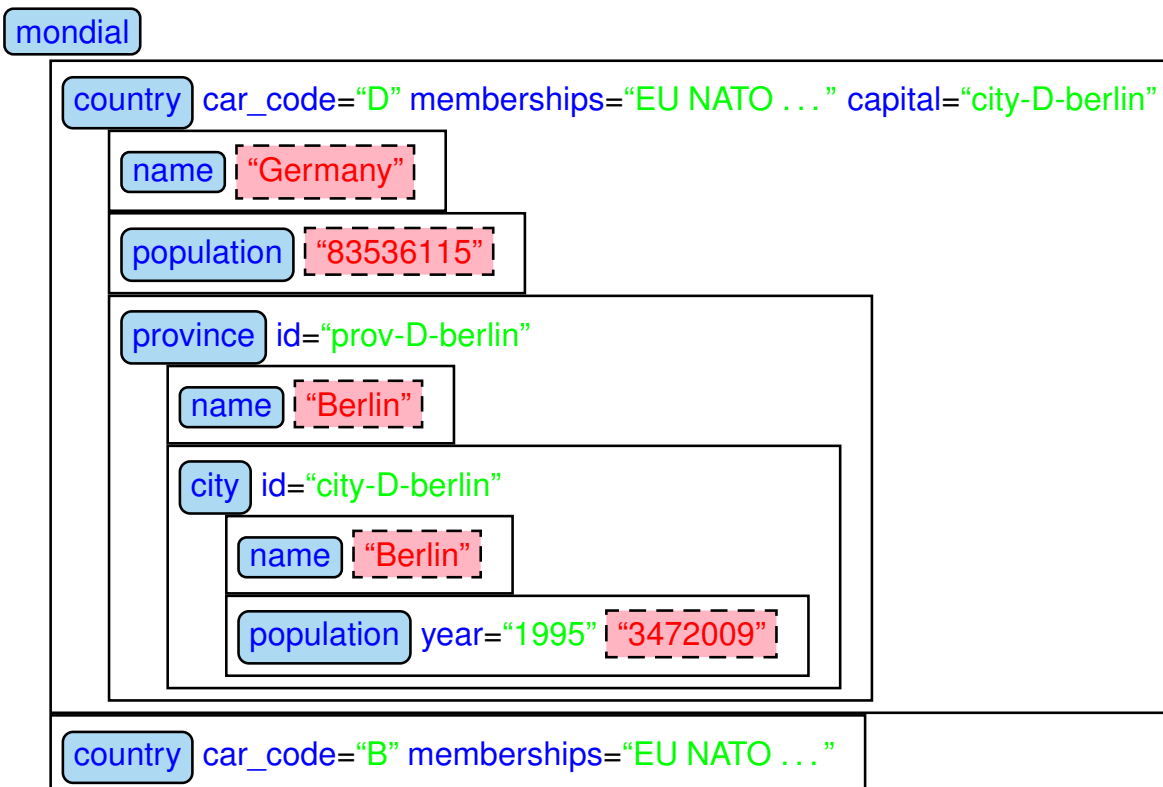 mondial
country car_code=“D” memberships=“EU NATO . . . ” capital=“city-D-berlin”
name “Germany”
population “83536115”
province id=“prov-D-berlin”
name “Berlin”
city id=“city-D-berlin”
name “Berlin”
population year=“1995” “3472009”
country car_code=“B” memberships=“EU NATO . . . ”